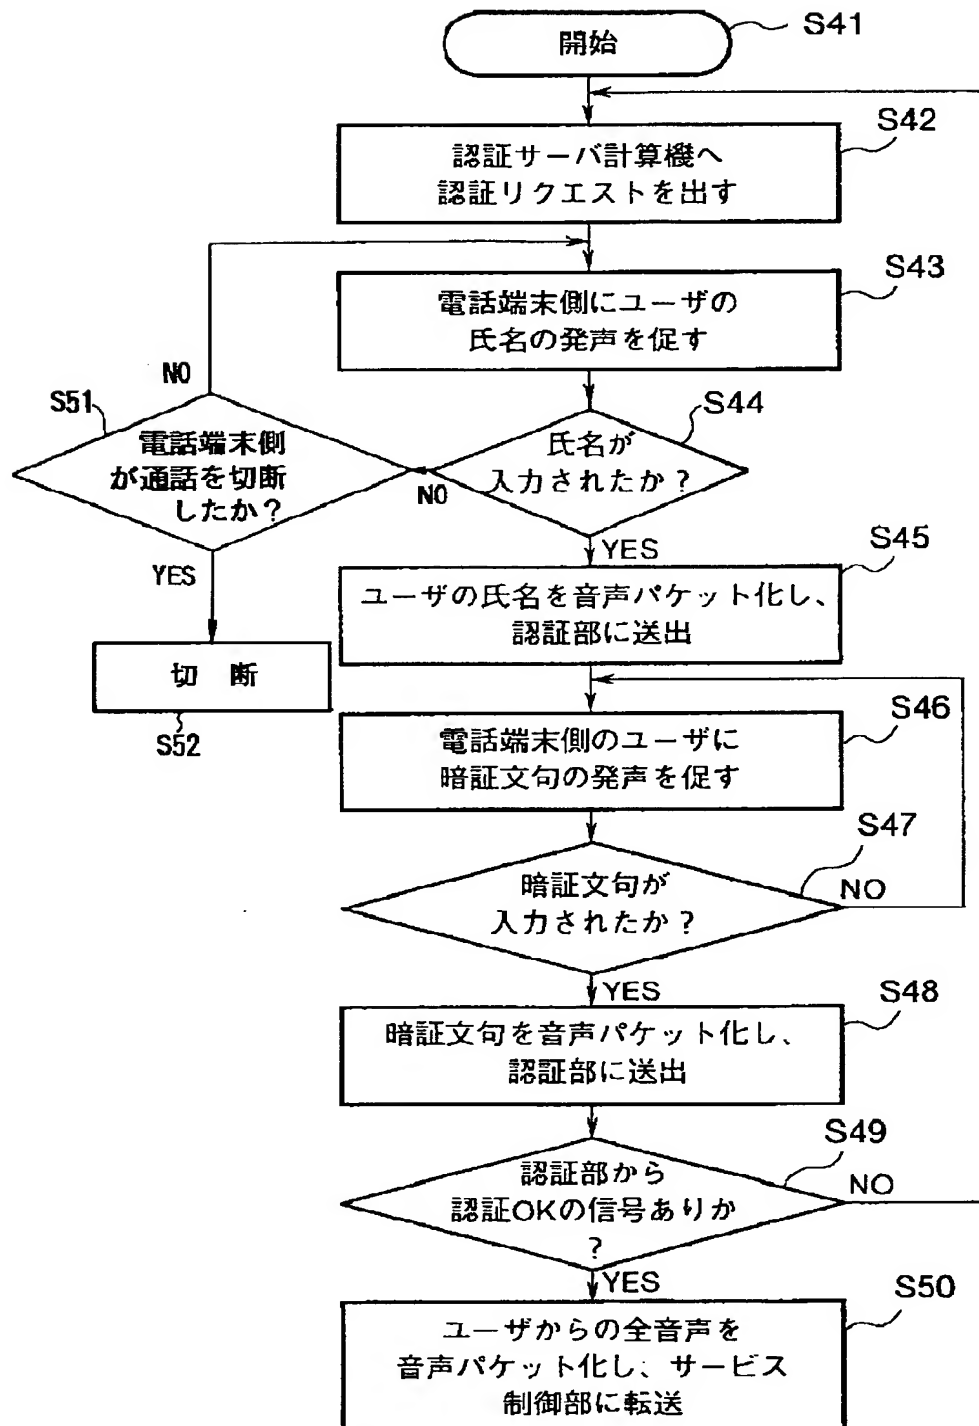 S41
開始
S42
認証サーバ計算機へ
認証リクエストを出す
S43
電話端末側にユーザの
氏名の発声を促す
NO
S51
電話端末側
が通話を切断
したか?
S44
氏名が
入力されたか?
NO
YES
YES
切 断
S52
S45
ユーザの氏名を音声パケット化し、
認証部に送出
S46
電話端末側のユーザに
暗証文句の発声を促す
S47
暗証文句が
入力されたか?
NO
YES
S48
暗証文句を音声パケット化し、
認証部に送出
S49
認証部から
認証OKの信号ありか
?
NO
YES
S50
ユーザからの全音声を
音声パケット化し、サービス
制御部に転送